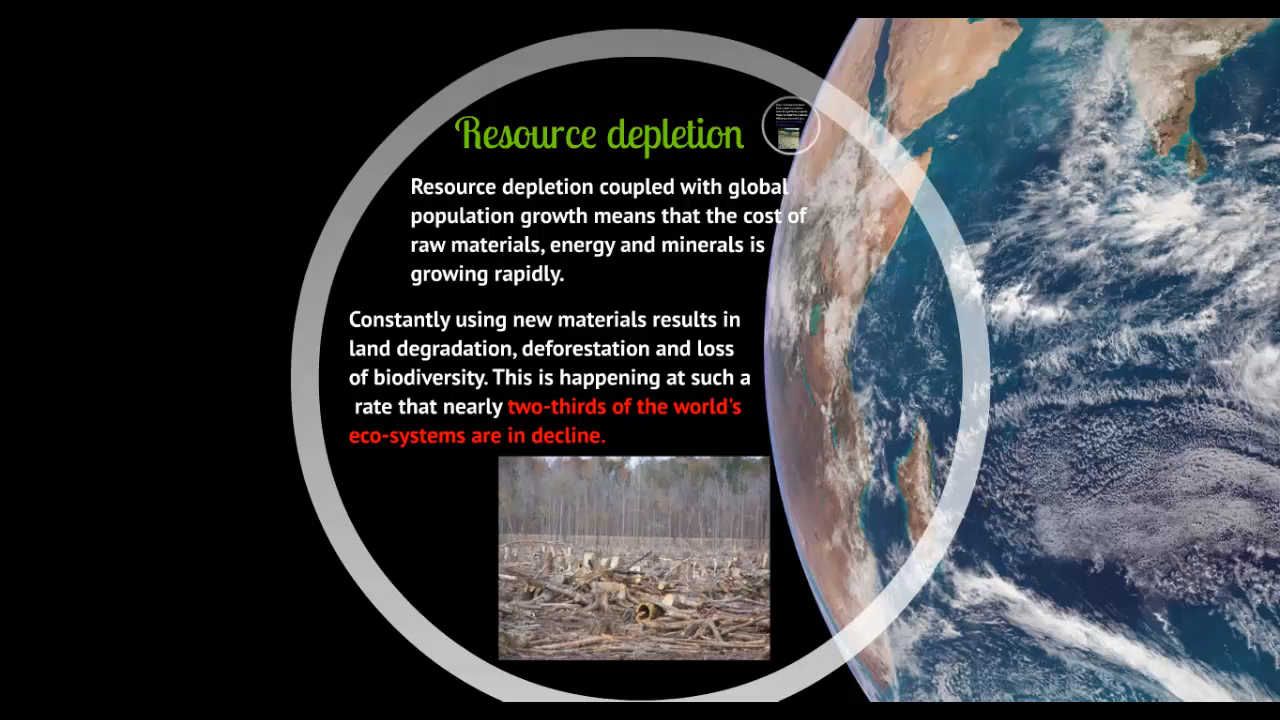 Resource depletion
Resource depletion coupled with global
population growth means that the cost of
raw materials, energy and minerals is
growing rapidly.
Constantly using new materials results in
land degradation, deforestation and loss
of biodiversity. This is happening at such a
rate that nearly two-thirds of the world's
eco-systems are in decline.